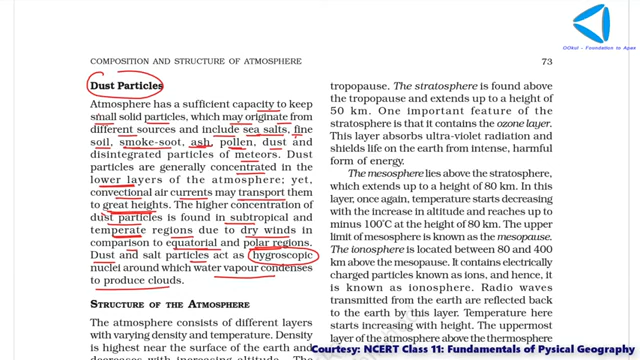 OOkul - Foundation to Apex
COMPOSITION AND STRUCTURE OF ATMOSPHERE
73
Dust Particles
Atmosphere has a sufficient capacity to keep
small solid particles, which may originate from
different sources and include sea salts, fine
soil, smoke-soot, ash, pollen, dust and
disintegrated particles of meteors. Dust
particles are generally concentrated in the
lower layers of the atmosphere; yet,
convectional air currents may transport them
to great heights. The higher concentration of
dust particles is found in subtropical and
temperate regions due to dry winds in
comparison to equatorial and polar regions.
Dust and salt particles act as hygroscopic
nuclei around which water vapour condenses
to produce clouds.
STRUCTURE OF THE ATMOSPHERE
The atmosphere consists of different layers
with varying density and temperature. Density
is highest near the surface of the earth and
decreases with increasing altitude. The
tropopause. The stratosphere is found above
the tropopause and extends up to a height of
50 km. One important feature of the
stratosphere is that it contains the ozone layer.
This layer absorbs ultra-violet radiation and
shields life on the earth from intense, harmful
form of energy.
The mesosphere lies above the stratosphere,
which extends up to a height of 80 km. In this
layer, once again, temperature starts decreasing
with the increase in altitude and reaches up to
minus 100°C at the height of 80 km. The upper
limit of mesosphere is known as the mesopause.
The ionosphere is located between 80 and 400
km above the mesopause. It contains electrically
charged particles known as ions, and hence, it
is known as ionosphere. Radio waves
transmitted from the earth are reflected back
to the earth by this layer. Temperature here
starts increasing with height. The uppermost
layer of the atmosphere above the thermosphere
Courtesy: NCERT Class 11: Fundamentals of Pysical Geography